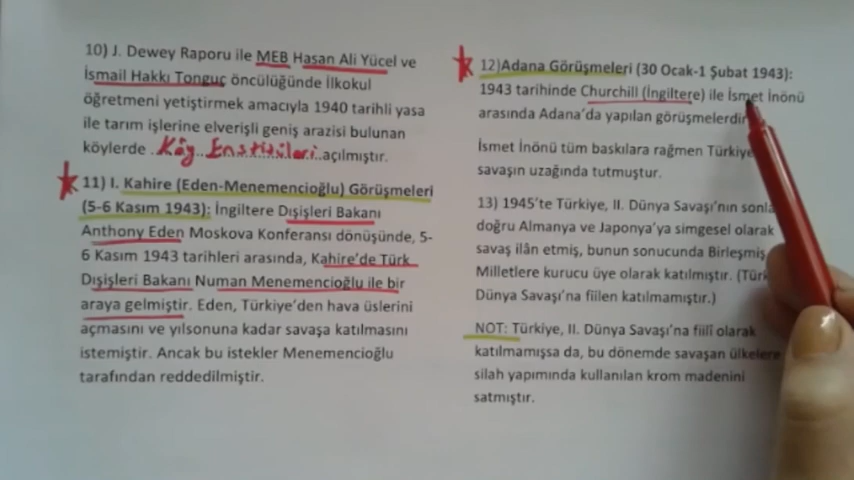 10) J. Dewey Raporu ile MEB Hasan Ali Yücel ve
İsmail Hakkı Tonguç öncülüğünde İlkokul
öğretmeni yetiştirmek amacıyla 1940 tarihli yasa
ile tarım işlerine elverişli geniş arazisi bulunan
köylerde .Köy Enstitüleri..açılmıştır.
11) I. Kahire (Eden-Menemencioğlu) Görüşmeleri
(5-6 Kasım 1943): İngiltere Dışişleri Bakanı
Anthony Eden Moskova Konferansı dönüşünde, 5-
6 Kasım 1943 tarihleri arasında, Kahire'de Türk
Dışişleri Bakanı Numan Menemencioğlu ile bir
araya gelmiştir. Eden, Türkiye'den hava üslerini
açmasını ve yılsonuna kadar savaşa katılmasını
istemiştir. Ancak bu istekler Menemencioğlu
tarafından reddedilmiştir.
12)Adana Görüşmeleri (30 Ocak-1 Şubat 1943):
1943 tarihinde Churchill (İngiltere) ile İsmet İnönü
arasında Adana'da yapılan görüşmelerdir
İsmet İnönü tüm baskılara rağmen Türkiye
savaşın uzağında tutmuştur.
13) 1945'te Türkiye, II. Dünya Savaşı'nın sonla
doğru Almanya ve Japonya'ya simgesel olarak
savaş ilân etmiş, bunun sonucunda Birleşmiş
Milletlere kurucu üye olarak katılmıştır. (Türk
Dünya Savaşı'na fiilen katılmamıştır.)
NOT: Türkiye, II. Dünya Savaşı'na fiilî olarak
katılmamışsa da, bu dönemde savaşan ülkelere
silah yapımında kullanılan krom madenini
satmıştır.